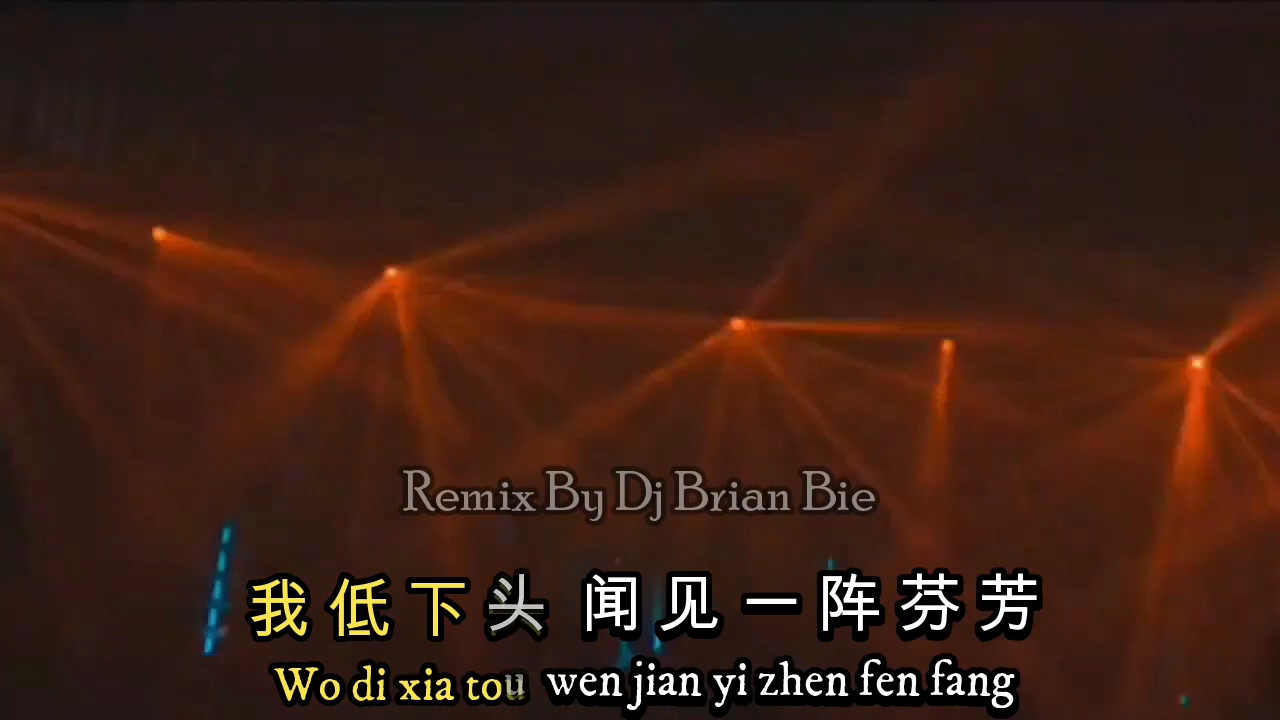 Remix By Dj Brian Bie
我低下头 闻见一阵芬芳
Wo di xia tou wen jian yi zhen fen fang